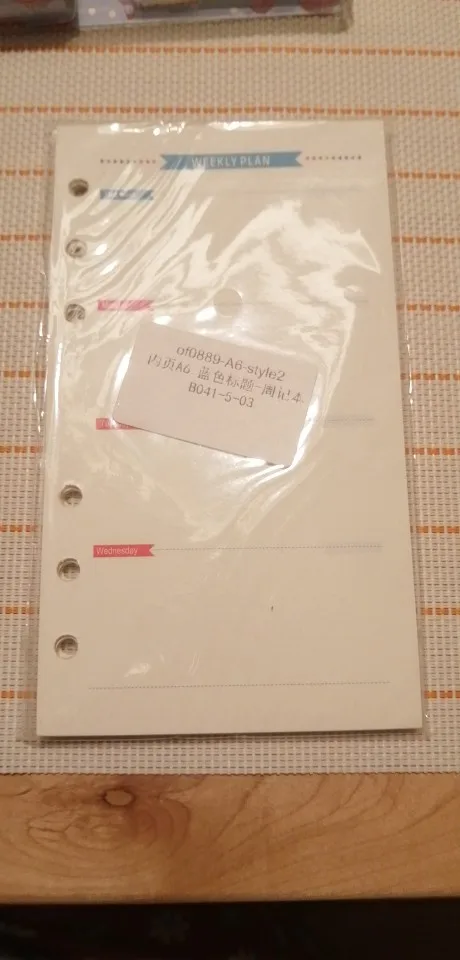 WEEKLY PLAN
of0889-A6-style2
内页A6 蓝色标题-周记本
B041-5-03
Wednesday